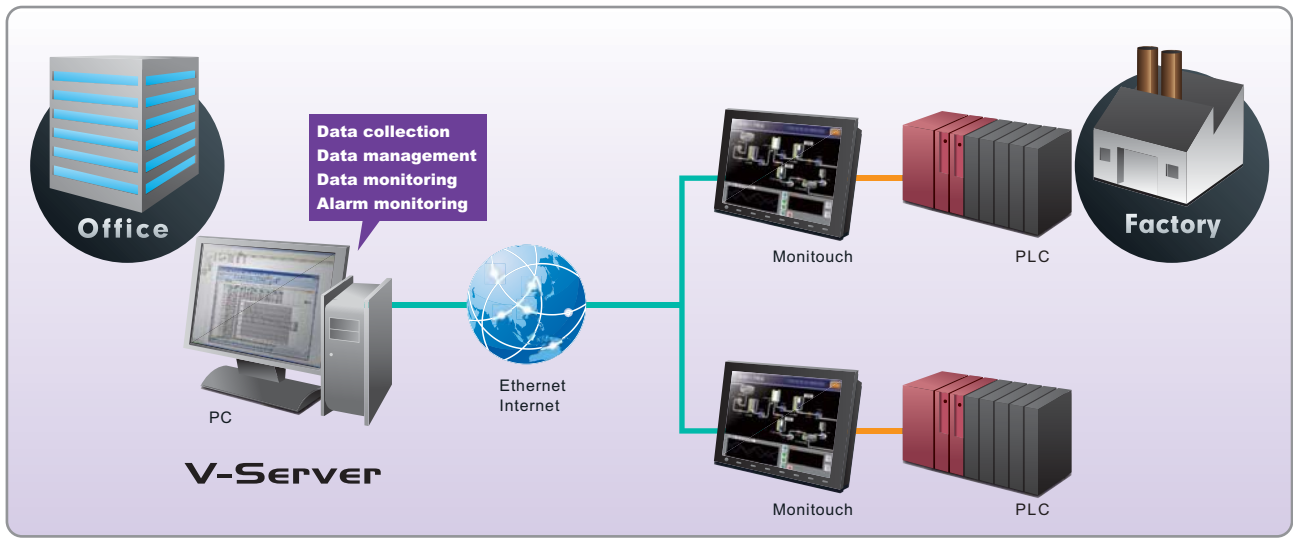 Office
Data collection
Data management
Data monitoring
Alarm monitoring
PC
V-Server
Ethernet
Internet
Monitouch
PLC
Factory
Monitouch
PLC